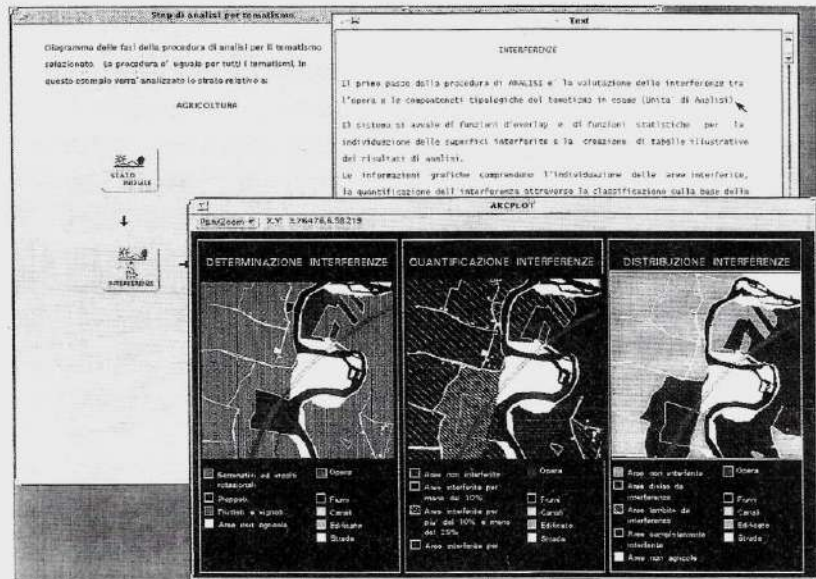 Step di analisi per tematismo
Diagramma delle fasi della procedura di analisi per il tematismo
selezionato. La procedura e' uguale per tutti i tematismi, in
questo esempio verra' analizzato lo strato relativo a:
AGRICOLTURA
STATO
INIZIALE
INTERFERENZE
Text
INTERFERENZE
Il primo passo della procedura di ANALISI e' la valutazione delle interferenze tra
l'opera e le componenti tipologiche del tematismo in esame (Unita' di Analisi).
Il sistema si avvale di funzioni d'overlap e di funzioni statistiche per la
individuazione delle superfici interferite e la creazione di tabelle illustrative
dei risultati di analisi.
Le informazioni grafiche comprendono l'individuazione delle aree interferite,
la quantificazione dell'interferenza attraverso la classificazione sulla base della
ARCPLOT
Pan/Zoom X,Y: 3.76476,6.58219
DETERMINAZIONE INTERFERENZE
Seminativi ed erbai
rotazionali
Pioppeti
Frutteti e vigneti
Aree non agricole
Opera
Fiumi
Canali
Edificato
Strade
QUANTIFICAZIONE INTERFERENZE
Aree non interferite
Aree interferite per
meno del 10%
Aree interferite per
piu' del 10% e meno
del 25%
Aree interferite per
Opera
Fiumi
Canali
Edificato
Strade
DISTRIBUZIONE INTERFERENZE
Aree non interferite
Aree divise da
interferenza
Aree lambite da
interferenza
Aree completamente
interferite
Aree non agricole
Opera
Fiumi
Canali
Edificato
Strade